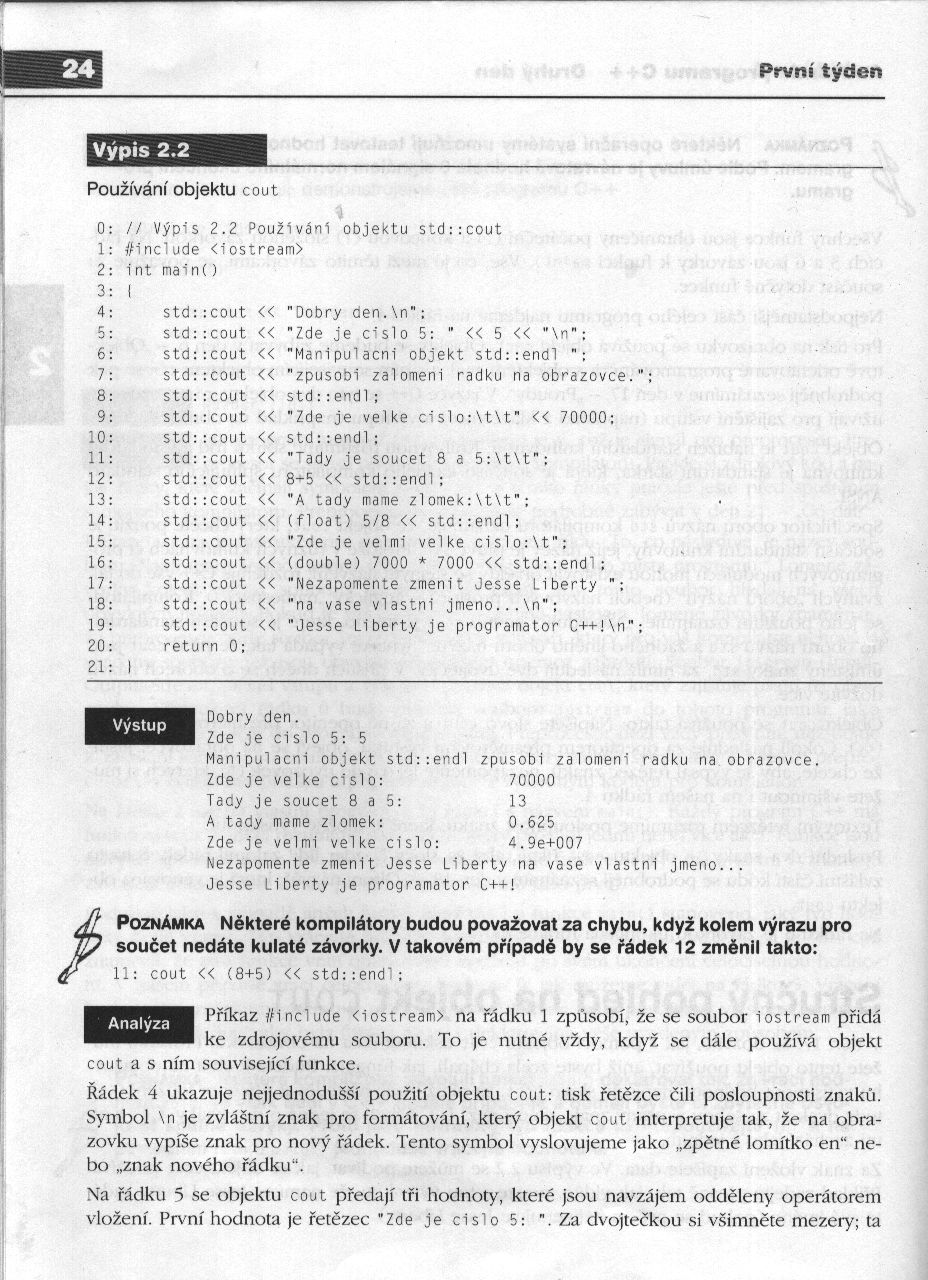 24
První týden
Výpis 2.2
Používání objektu cout
0: // Výpis 2.2 Používání objektu std::cout
1: #include <iostream>
2: int main()
3: {
4:     std::cout << "Dobry den.\n";
5:     std::cout << "Zde je cislo 5: " << 5 << "\n";
6:     std::cout << "Manipulacni objekt std::endl ";
7:     std::cout << "zpusobi zalomeni radku na obrazovce.";
8:     std::cout << std::endl;
9:     std::cout << "Zde je velke cislo:\t\t" << 70000;
10:    std::cout << std::endl;
11:    std::cout << "Tady je soucet 8 a 5:\t\t";
12:    std::cout << 8+5 << std::endl;
13:    std::cout << "A tady mame zlomek:\t\t";
14:    std::cout << (float) 5/8 << std::endl;
15:    std::cout << "Zde je velmi velke cislo:\t";
16:    std::cout << (double) 7000 * 7000 << std::endl;
17:    std::cout << "Nezapomente zmenit Jesse Liberty ";
18:    std::cout << "na vase vlastni jmeno...\n";
19:    std::cout << "Jesse Liberty je programator C++!\n";
20:    return 0;
21: }
Výstup
Dobry den.
Zde je cislo 5: 5
Manipulacni objekt std::endl zpusobi zalomeni radku na obrazovce.
Zde je velke cislo: 70000
Tady je soucet 8 a 5: 13
A tady mame zlomek: 0.625
Zde je velmi velke cislo: 4.9e+007
Nezapomente zmenit Jesse Liberty na vase vlastni jmeno...
Jesse Liberty je programator C++!
POZNÁMKA Některé kompilátory budou považovat za chybu, když kolem výrazu pro
součet nedáte kulaté závorky. V takovém případě by se řádek 12 změnil takto:
11: cout << (8+5) << std::endl;
Analýza
Příkaz #include <iostream> na řádku 1 způsobí, že se soubor iostream přidá
ke zdrojovému souboru. To je nutné vždy, když se dále používá objekt
cout a s ním související funkce.
Řádek 4 ukazuje nejjednodušší použití objektu cout: tisk řetězce čili posloupnosti znaků.
Symbol \n je zvláštní znak pro formátování, který objekt cout interpretuje tak, že na obra-
zovku vypíše znak pro nový řádek. Tento symbol vyslovujeme jako „zpětné lomítko en“ ne-
bo „znak nového řádku“.
Na řádku 5 se objektu cout předají tři hodnoty, které jsou navzájem odděleny operátorem
vložení. První hodnota je řetězec "Zde je cislo 5: ". Za dvojtečkou si všimněte mezery; ta